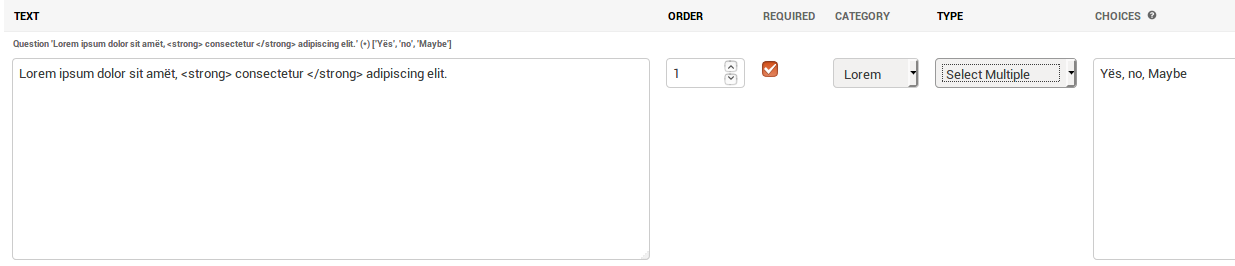 TEXT ORDER REQUIRED CATEGORY TYPE CHOICES ?
Question 'Lorem ipsum dolor sit amët, <strong> consectetur </strong> adipiscing elit.' (*) ['Yës', 'no', 'Maybe']
Lorem ipsum dolor sit amët, <strong> consectetur </strong> adipiscing elit. 1 Lorem Select Multiple Yës, no, Maybe